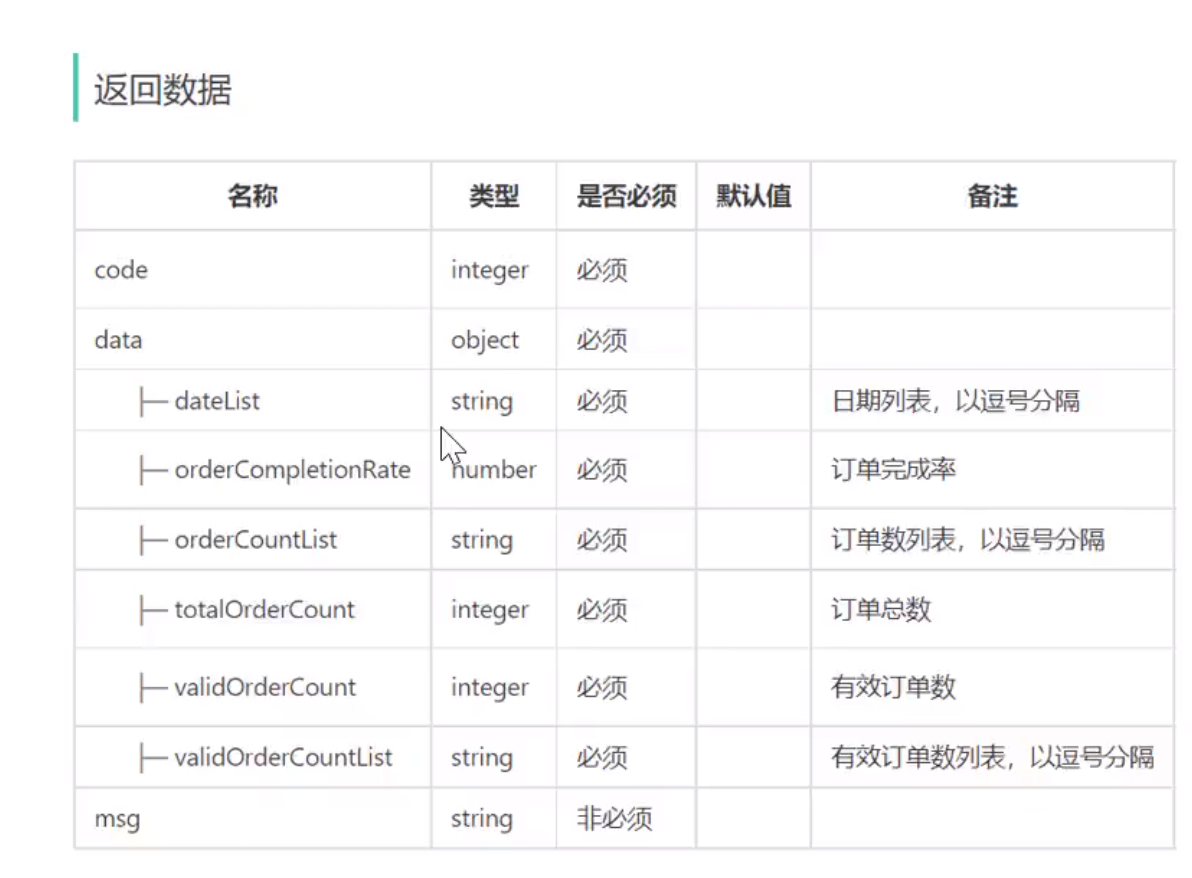 返回数据
名称 类型 是否必须 默认值 备注
code integer 必须
data object 必须
├─ dateList string 必须 日期列表，以逗号分隔
├─ orderCompletionRate number 必须 订单完成率
├─ orderCountList string 必须 订单数列表，以逗号分隔
├─ totalOrderCount integer 必须 订单总数
├─ validOrderCount integer 必须 有效订单数
├─ validOrderCountList string 必须 有效订单数列表，以逗号分隔
msg string 非必须